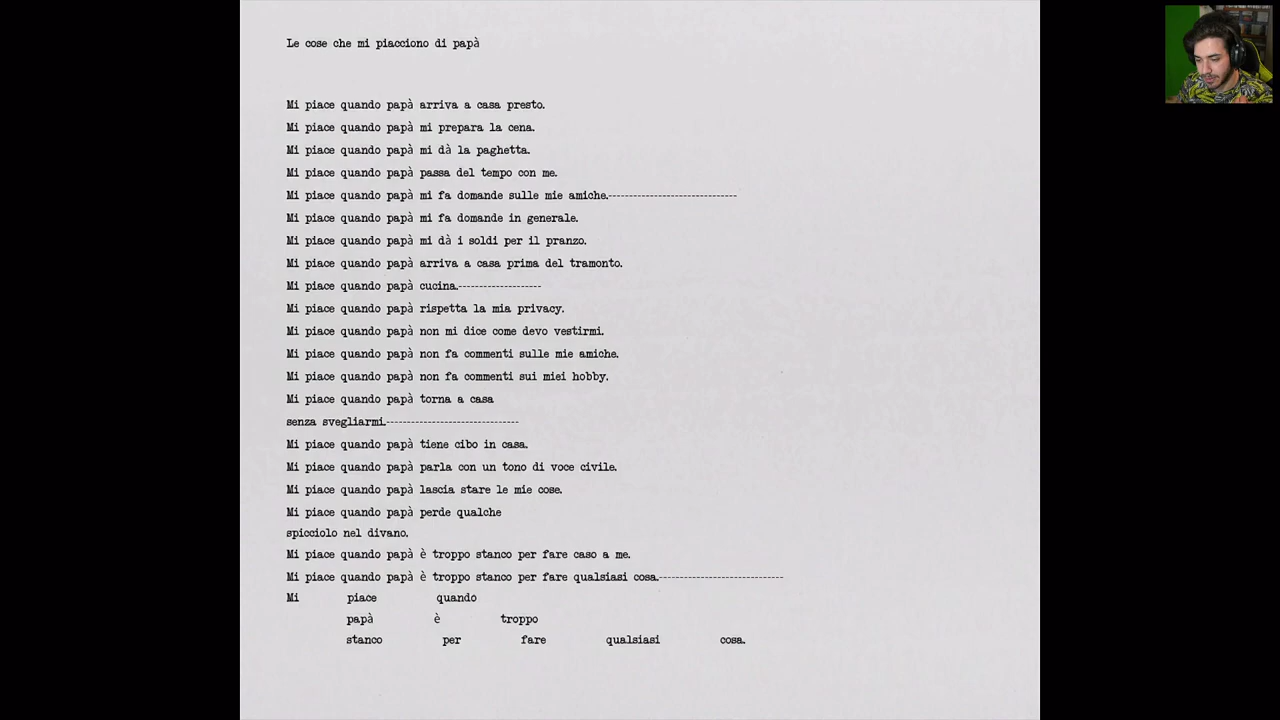 Le cose che mi piacciono di papà
Mi piace quando papà arriva a casa presto.
Mi piace quando papà mi prepara la cena.
Mi piace quando papà mi dà la paghetta.
Mi piace quando papà passa del tempo con me.
Mi piace quando papà mi fa domande sulle mie amiche.-------------------------------
Mi piace quando papà mi fa domande in generale.
Mi piace quando papà mi dà i soldi per il pranzo.
Mi piace quando papà arriva a casa prima del tramonto.
Mi piace quando papà cucina.--------------------
Mi piace quando papà rispetta la mia privacy.
Mi piace quando papà non mi dice come devo vestirmi.
Mi piace quando papà non fa commenti sulle mie amiche.
Mi piace quando papà non fa commenti sui miei hobby.
Mi piace quando papà torna a casa
senza svegliarmi.--------------------------------
Mi piace quando papà tiene cibo in casa.
Mi piace quando papà parla con un tono di voce civile.
Mi piace quando papà lascia stare le mie cose.
Mi piace quando papà perde qualche
spicciolo nel divano.
Mi piace quando papà è troppo stanco per fare caso a me.
Mi piace quando papà è troppo stanco per fare qualsiasi cosa.------------------------------
Mi piace quando
papà è troppo
stanco per fare qualsiasi cosa.